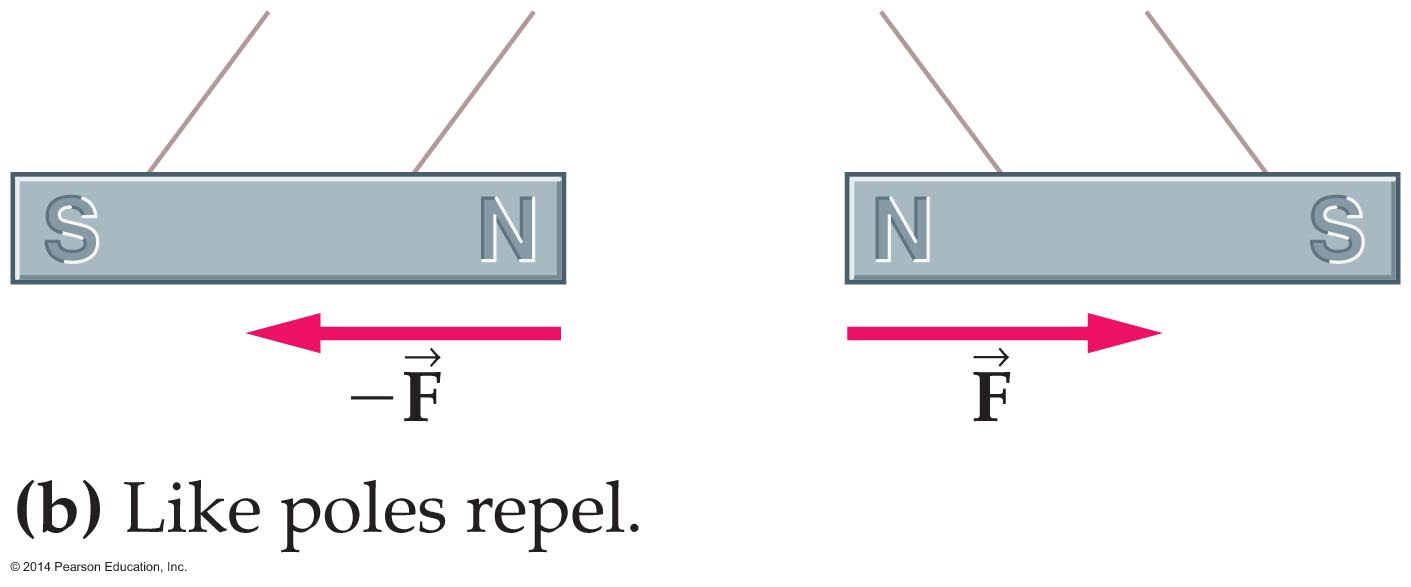 S N N S
−F⃗ F⃗
(b) Like poles repel.
© 2014 Pearson Education, Inc.